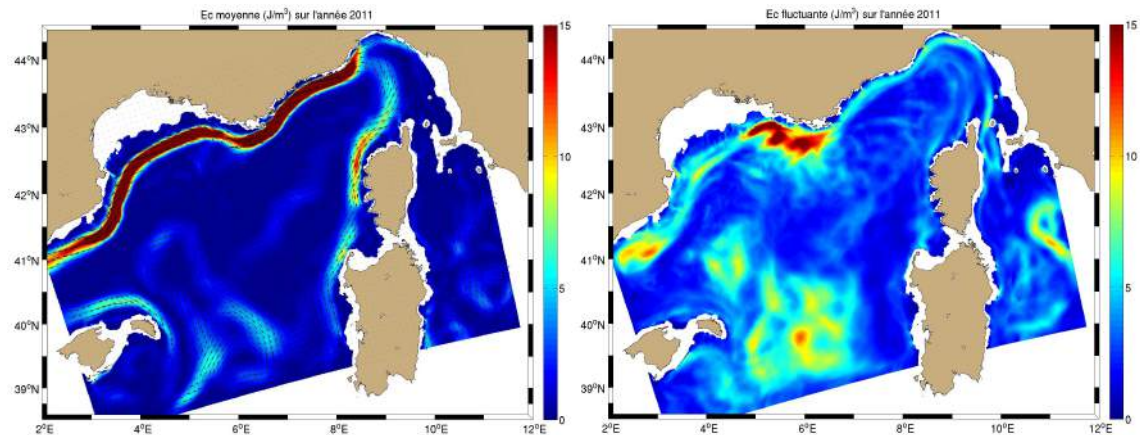 Ec moyenne (J/m³) sur l'année 2011
44°N
43°N
42°N
41°N
40°N
39°N
2°E
4°E
6°E
8°E
10°E
12°E
15
10
5
0
Ec fluctuante (J/m³) sur l'année 2011
44°N
43°N
42°N
41°N
40°N
39°N
2°E
4°E
6°E
8°E
10°E
12°E
15
10
5
0